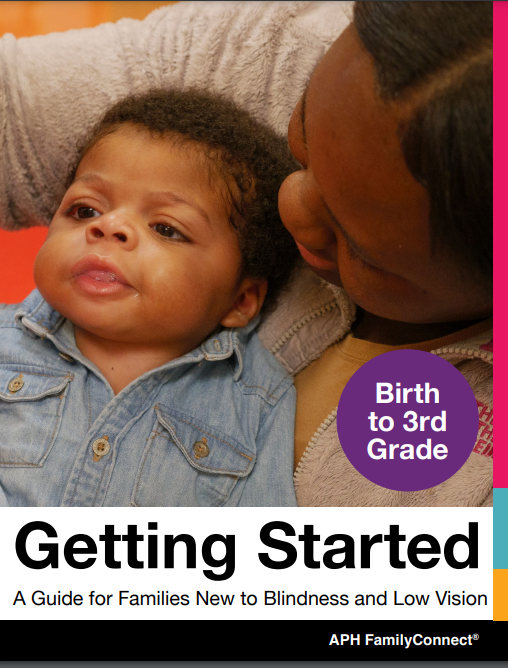 Birth
to 3rd
Grade
Getting Started
A Guide for Families New to Blindness and Low Vision
APH FamilyConnect®